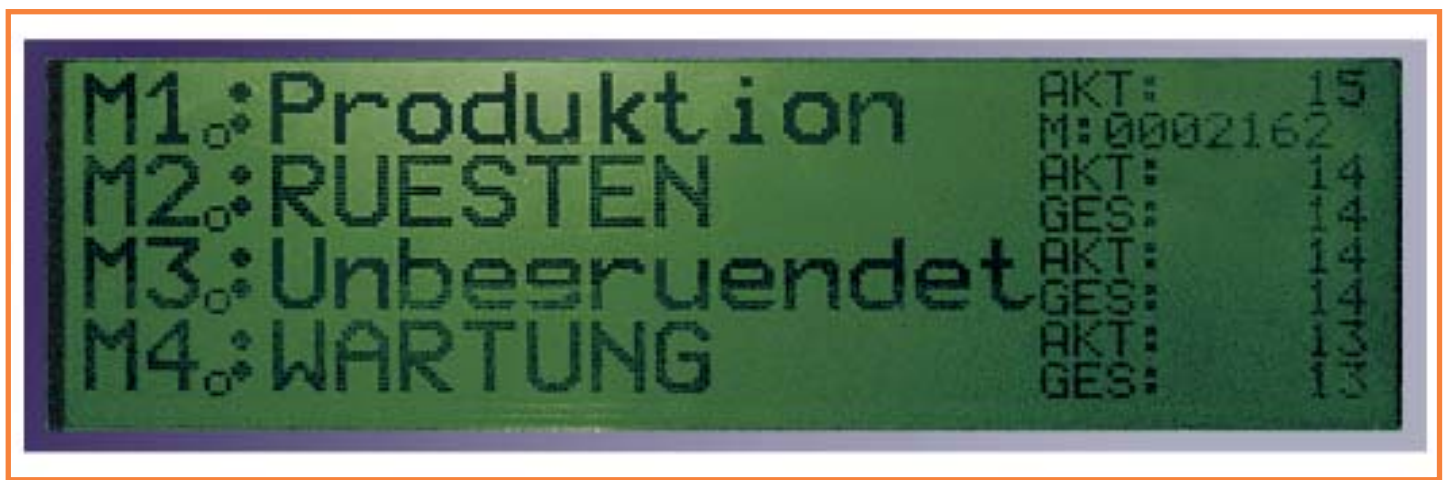 M1.:Produktion AKT: 15
M:0002162
M2.:RUESTEN AKT: 14
GES: 14
M3.:Unbegruendet AKT: 14
GES: 14
M4.:WARTUNG AKT: 13
GES: 13